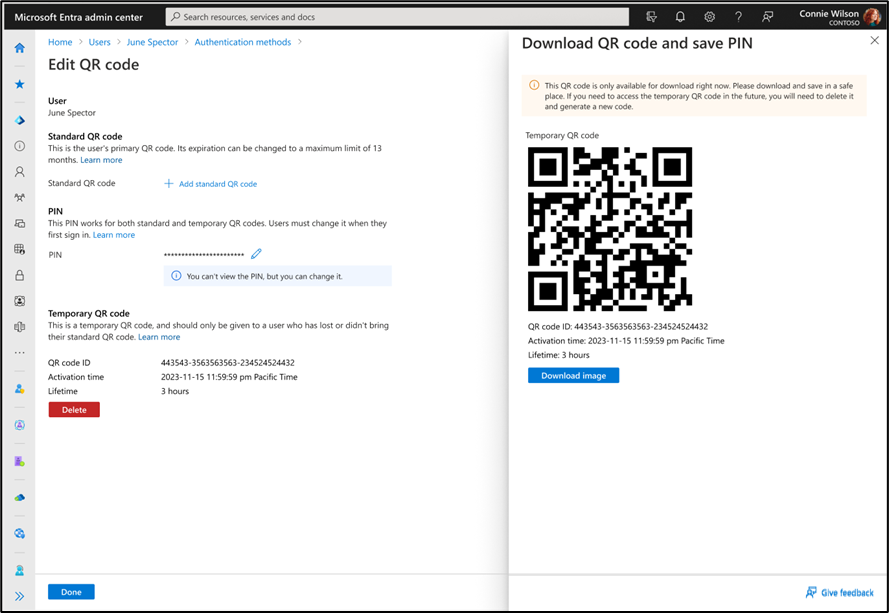 Microsoft Entra admin center
Search resources, services and docs
Connie Wilson
CONTOSO
Home > Users > June Spector > Authentication methods >
Edit QR code
User
June Spector
Standard QR code
This is the user's primary QR code. Its expiration can be changed to a maximum limit of 13
months. Learn more
Standard QR code
Add standard QR code
PIN
This PIN works for both standard and temporary QR codes. Users must change it when they
first sign in. Learn more
PIN
***********************
You can't view the PIN, but you can change it.
Temporary QR code
This is a temporary QR code, and should only be given to a user who has lost or didn't bring
their standard QR code. Learn more
QR code ID 443543-3563563563-234524524432
Activation time 2023-11-15 11:59:59 pm Pacific Time
Lifetime 3 hours
Delete
Done
Download QR code and save PIN
This QR code is only available for download right now. Please download and save in a safe
place. If you need to access the temporary QR code in the future, you will need to delete it
and generate a new code.
Temporary QR code
QR code ID: 443543-3563563563-234524524432
Activation time: 2023-11-15 11:59:59 pm Pacific Time
Lifetime: 3 hours
Download image
Give feedback